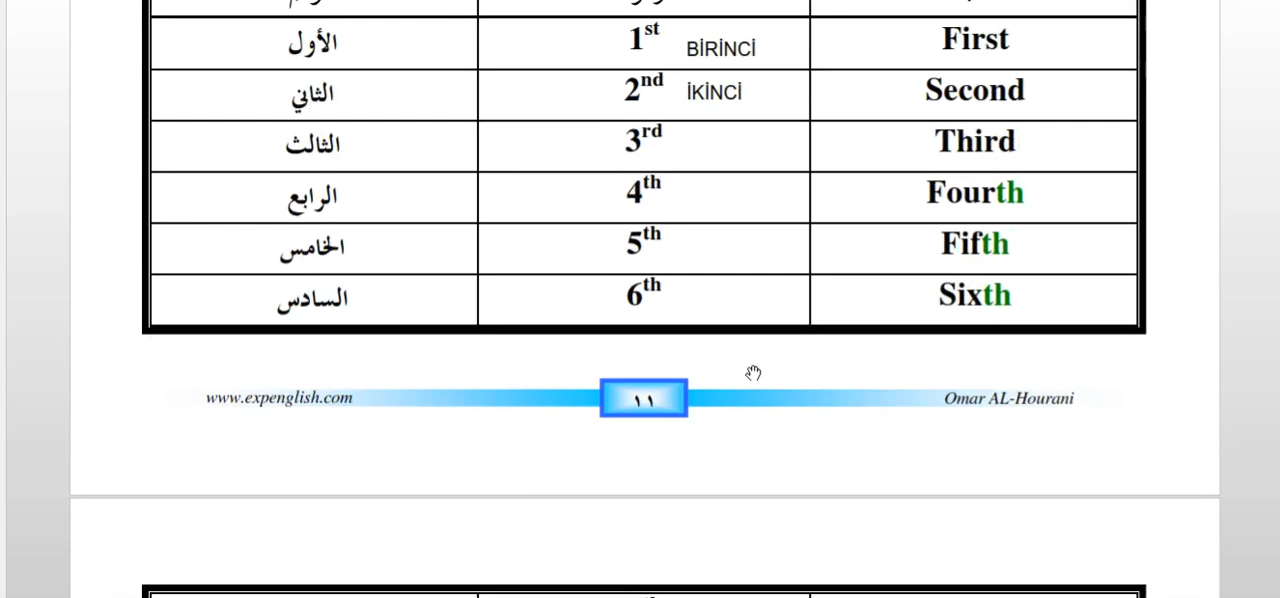 الأول 1st BİRİNCİ First
الثاني 2nd İKİNCİ Second
الثالث 3rd Third
الرابع 4th Fourth
الخامس 5th Fifth
السادس 6th Sixth
www.expenglish.com ١١ Omar AL-Hourani